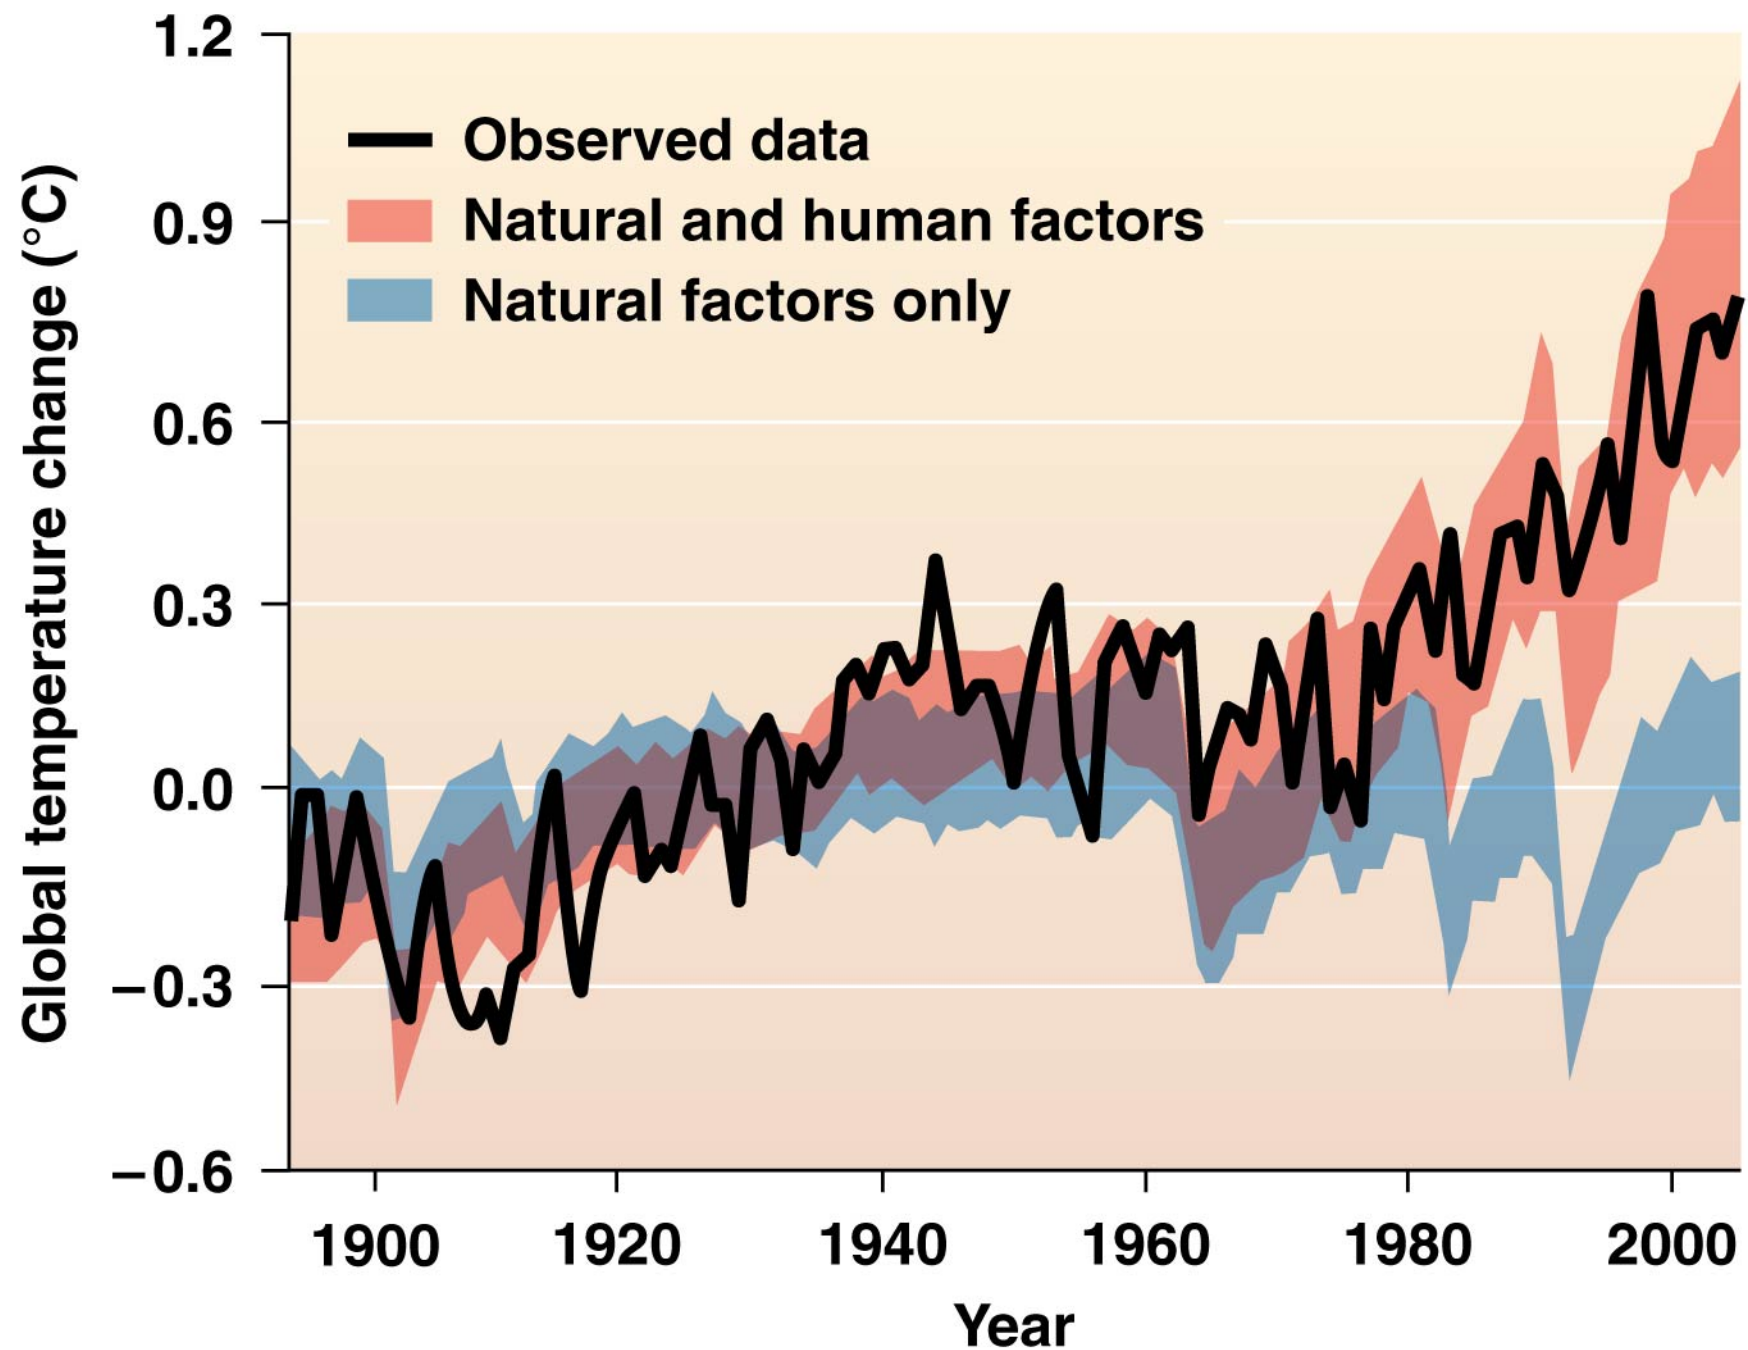 1.2
0.9
0.6
0.3
0.0
−0.3
−0.6
Global temperature change (°C)
Observed data
Natural and human factors
Natural factors only
1900 1920 1940 1960 1980 2000
Year